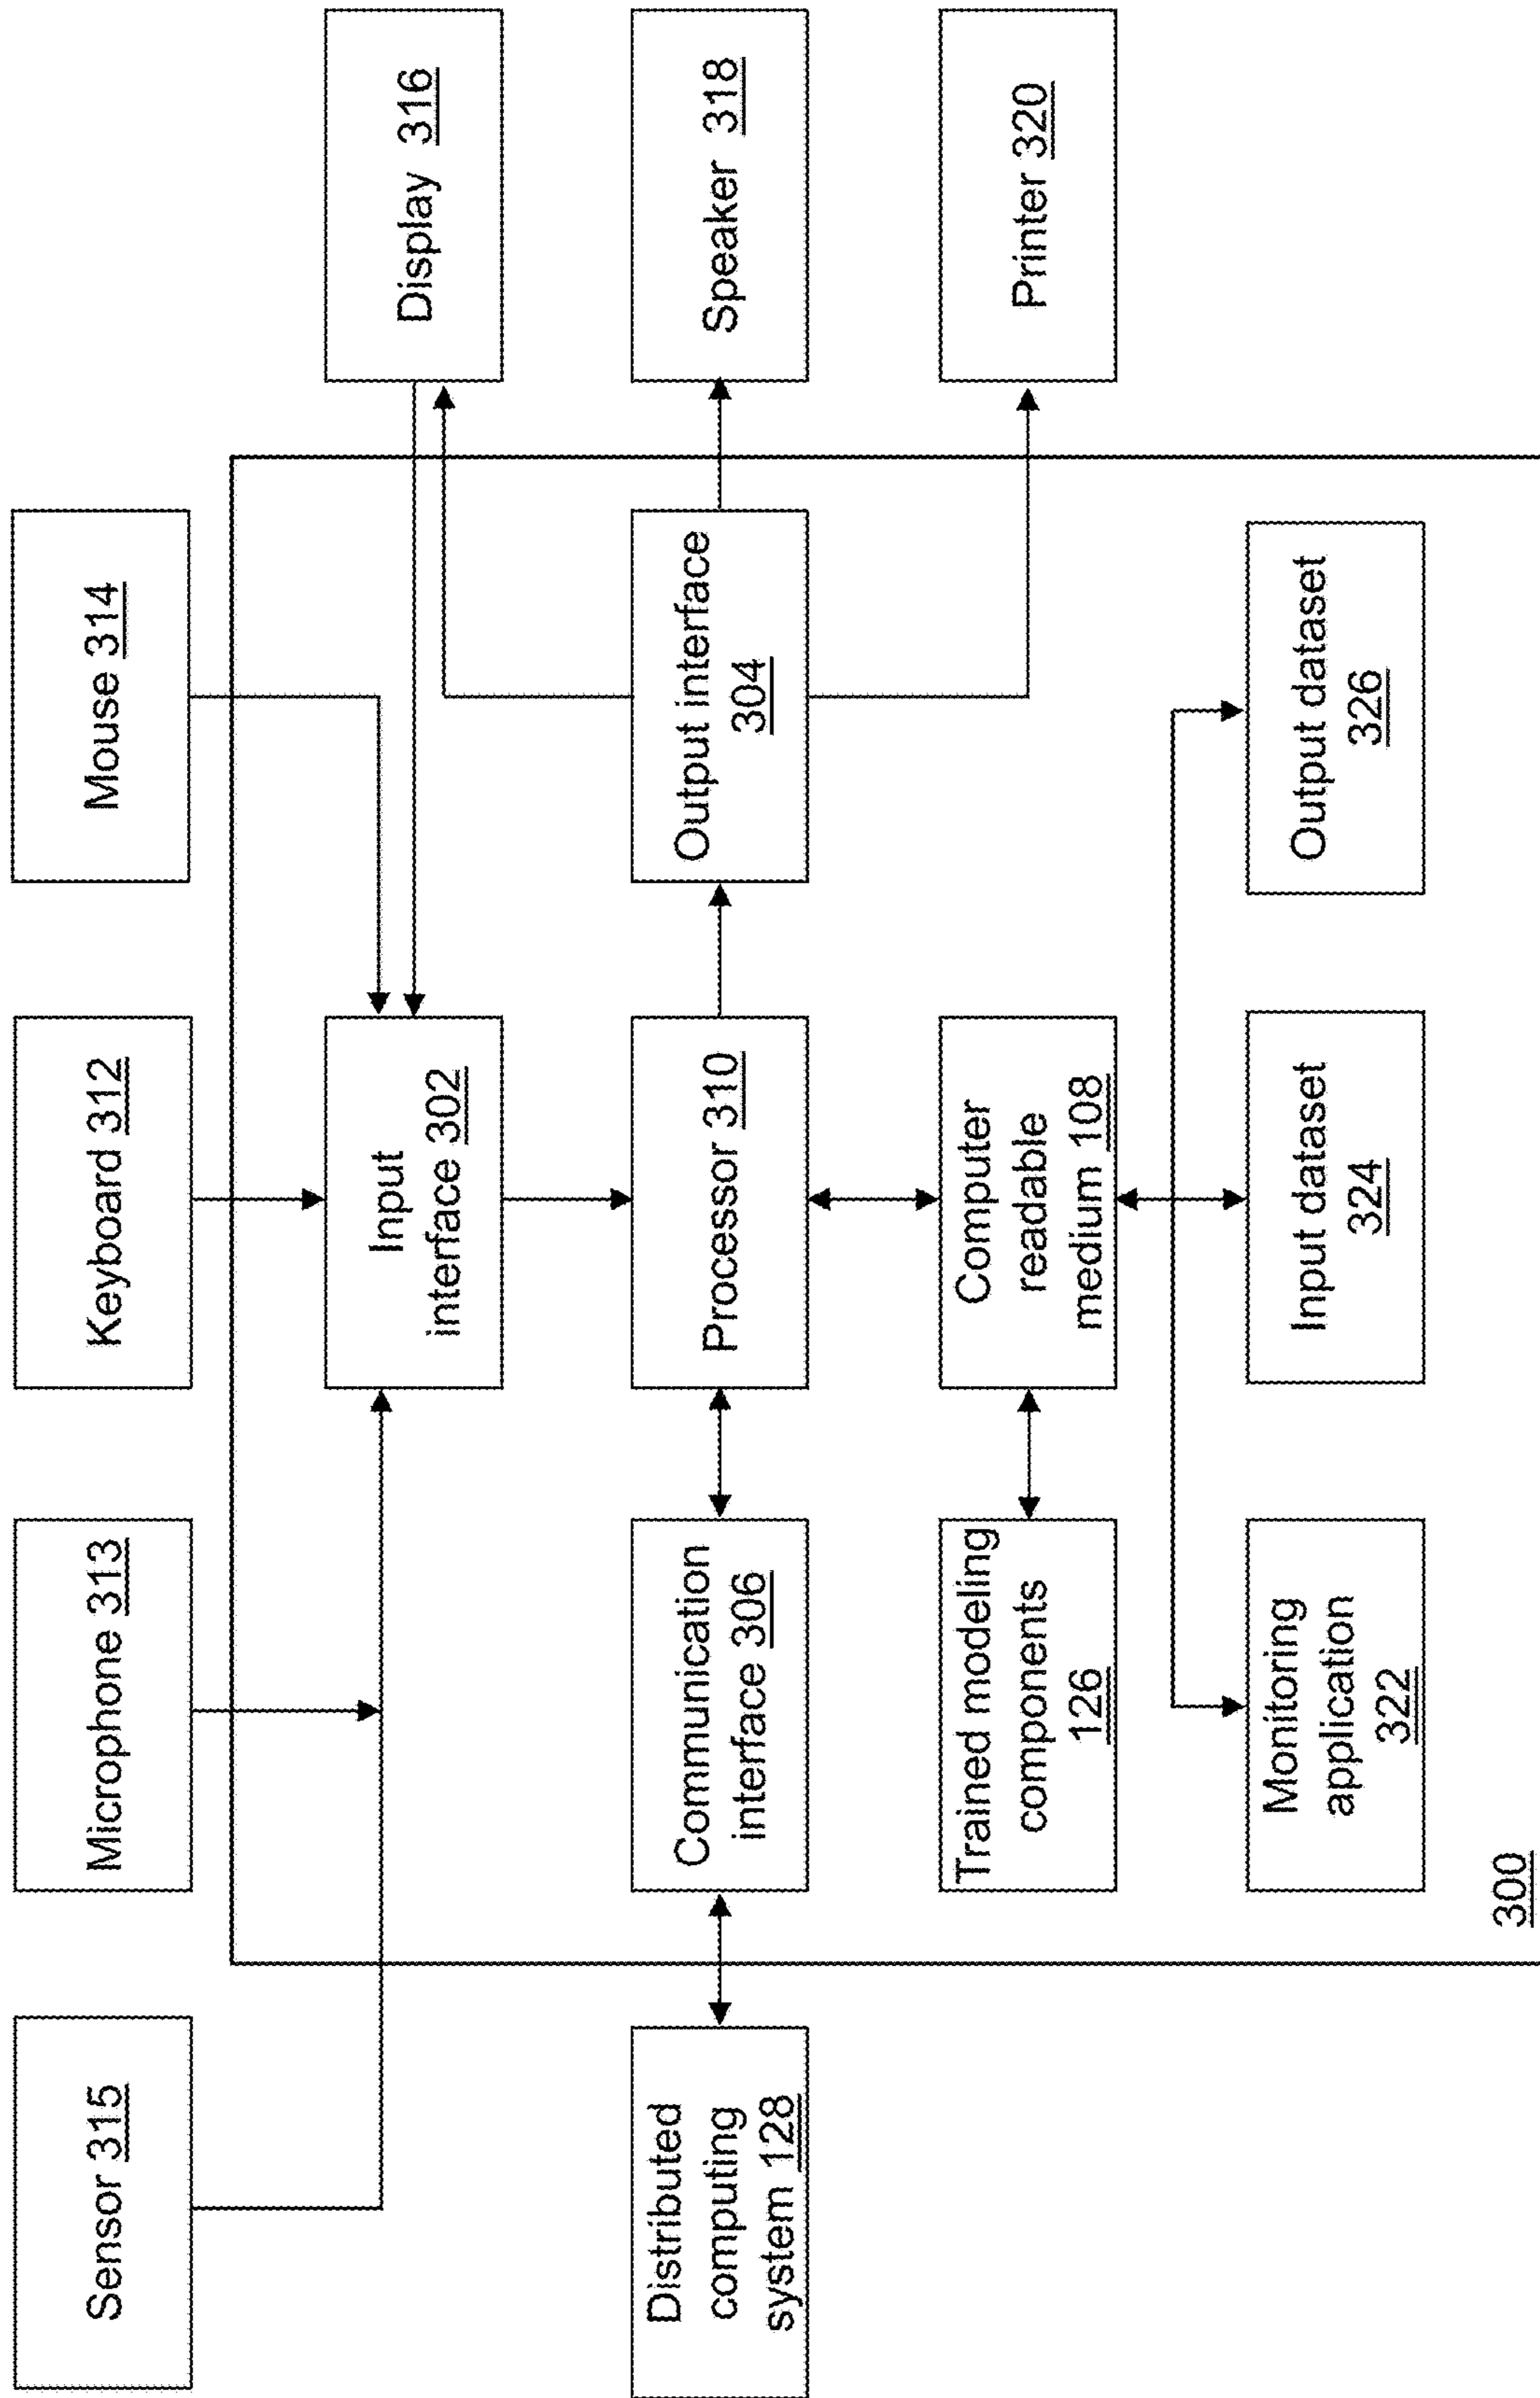 Sensor 315
Microphone 313
Keyboard 312
Mouse 314
Input
interface 302
Display 316
Distributed
computing
system 128
Communication
interface 306
Processor 310
Output interface
304
Speaker 318
Trained modeling
components
126
Computer
readable
medium 108
Printer 320
Monitoring
application
322
Input dataset
324
Output dataset
326
300